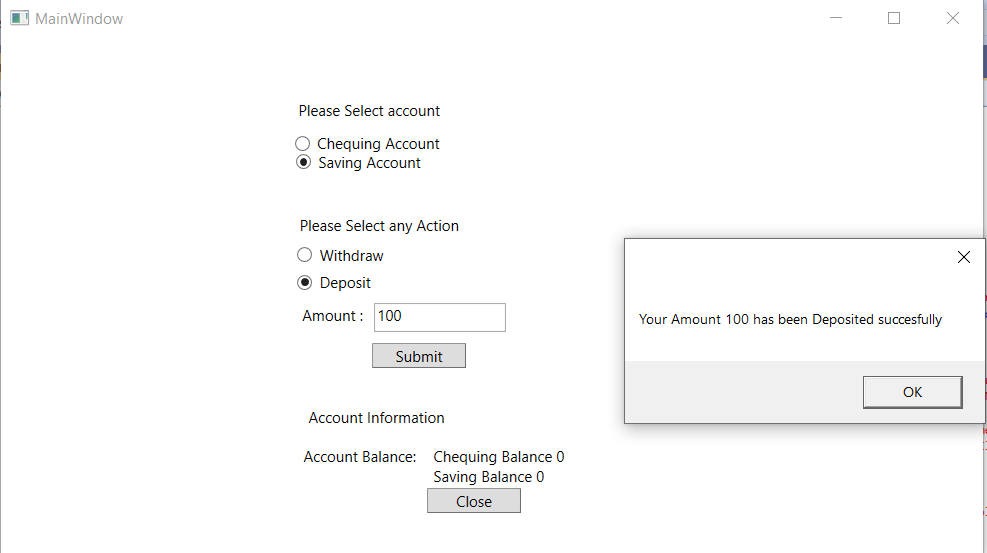 MainWindow
Please Select account
Chequing Account
Saving Account
Please Select any Action
Withdraw
Deposit
Amount : 100
Submit
Your Amount 100 has been Deposited succesfully
OK
Account Information
Account Balance: Chequing Balance 0
Saving Balance 0
Close